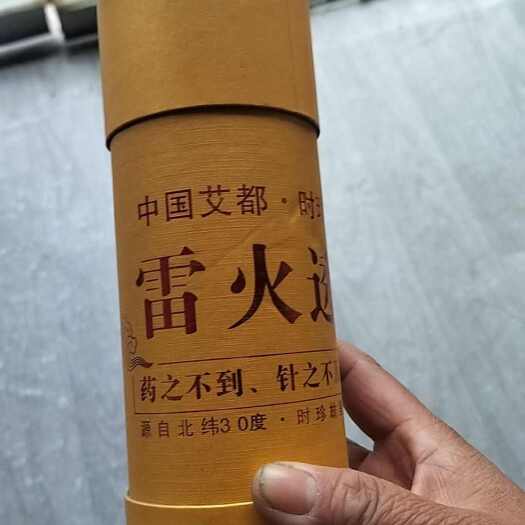 中国艾都·时
雷火
药之不到、针之不
源自北纬30度·时珍